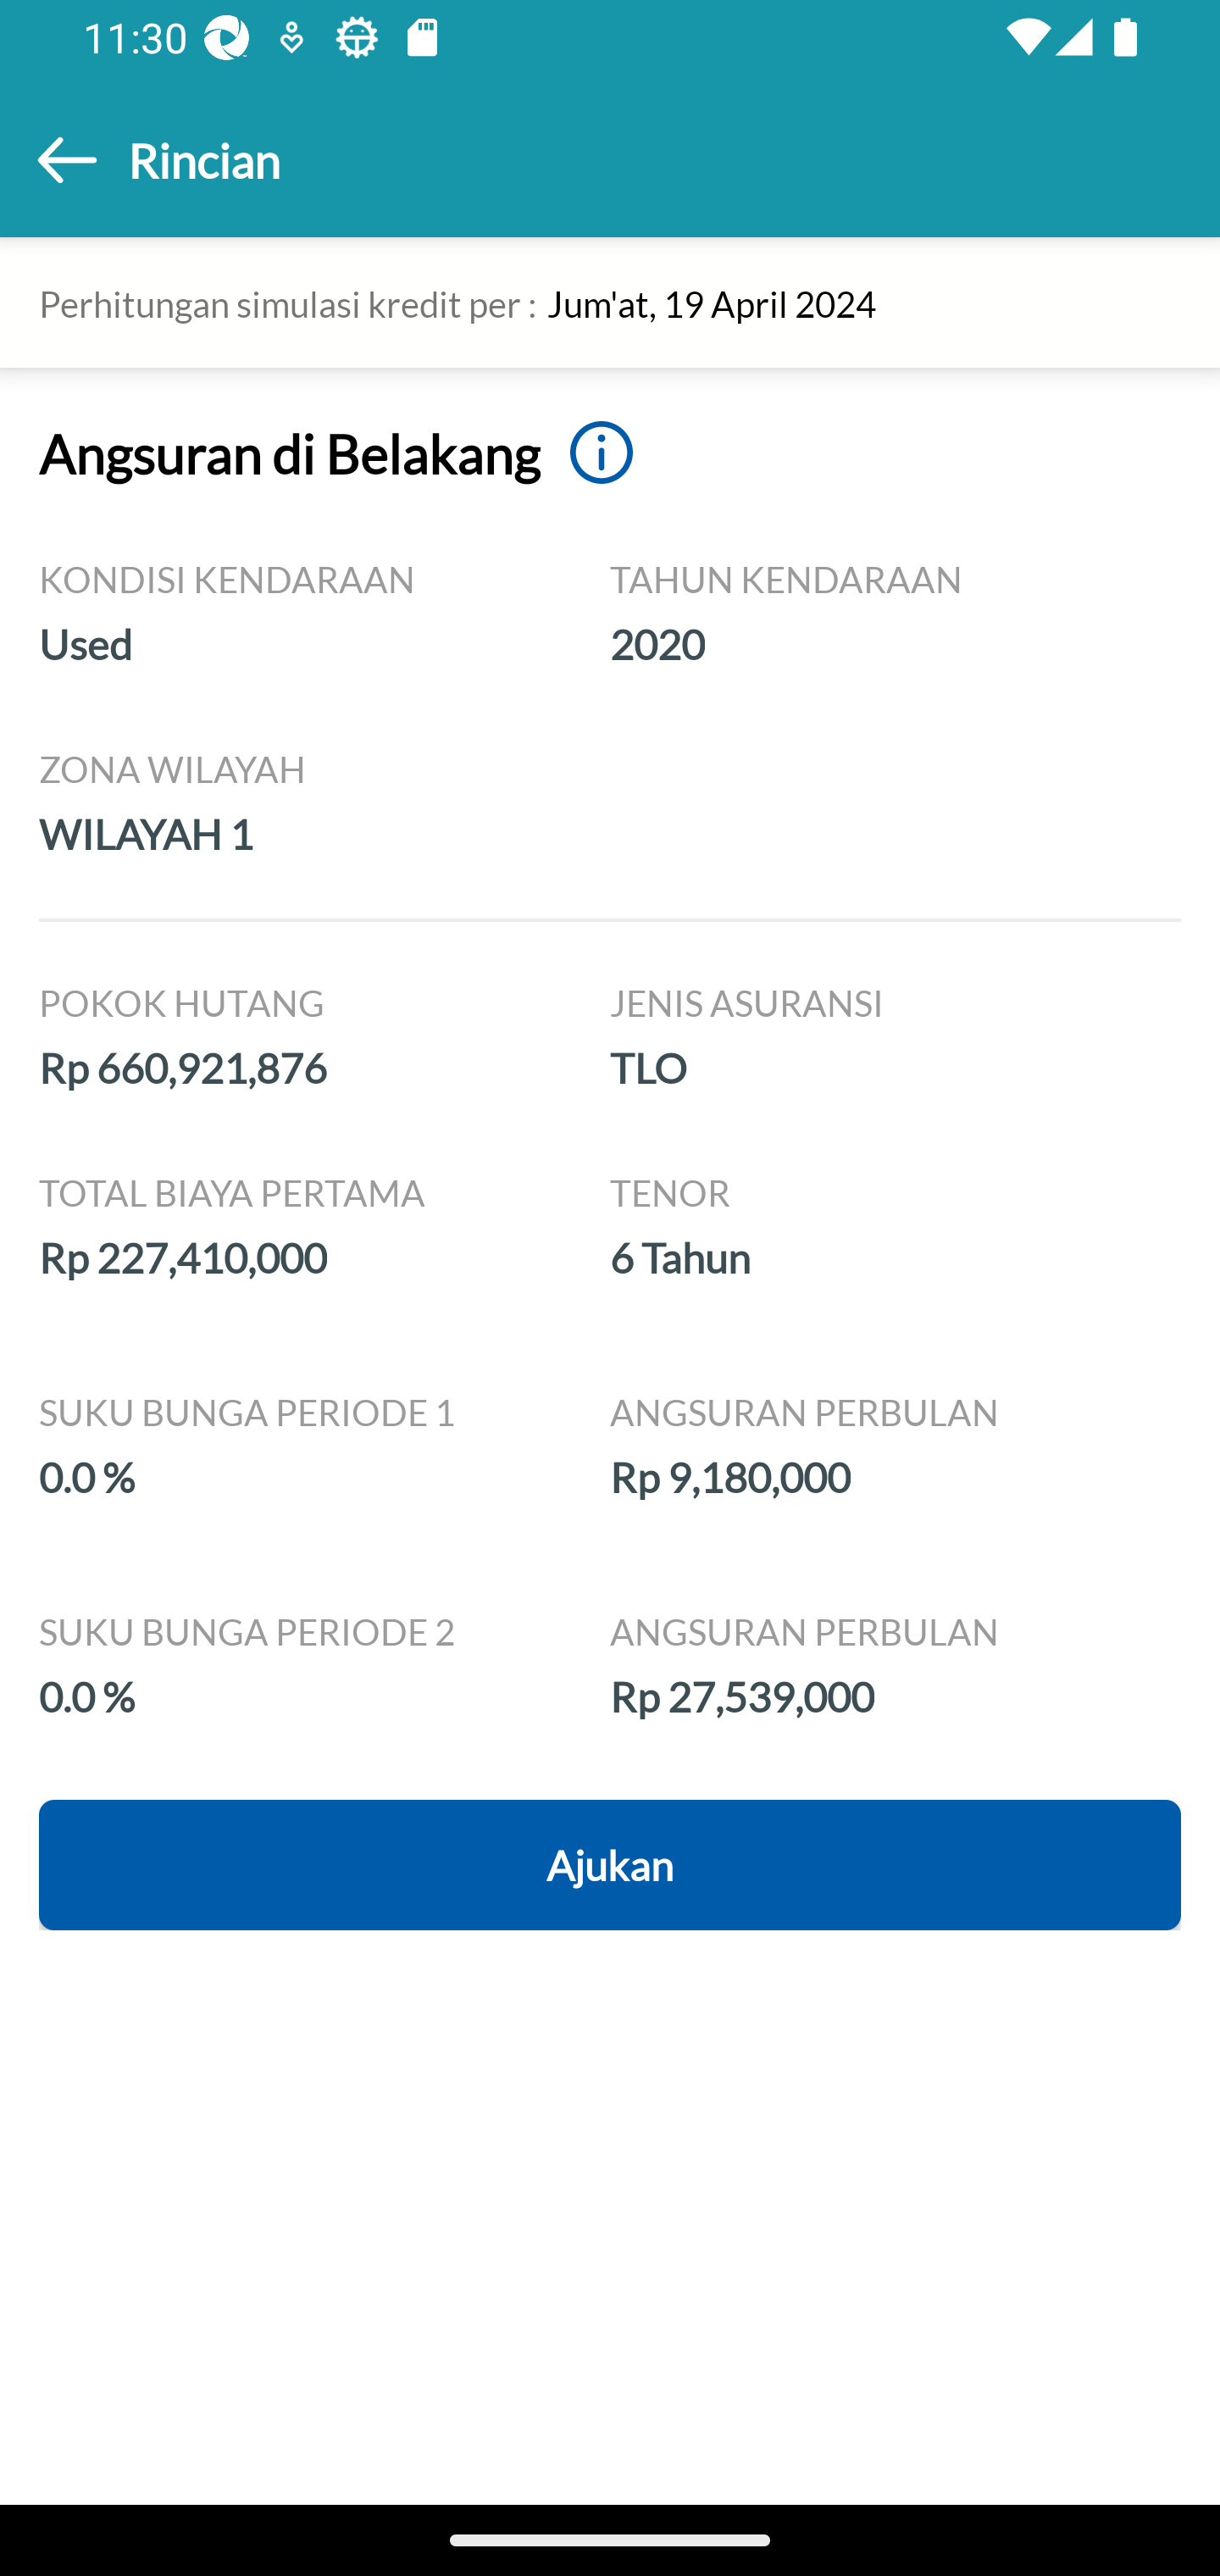 11:30
Rincian
Perhitungan simulasi kredit per : Jum'at, 19 April 2024
Angsuran di Belakang
KONDISI KENDARAAN TAHUN KENDARAAN
Used 2020
ZONA WILAYAH
WILAYAH 1
POKOK HUTANG JENIS ASURANSI
Rp 660,921,876 TLO
TOTAL BIAYA PERTAMA TENOR
Rp 227,410,000 6 Tahun
SUKU BUNGA PERIODE 1 ANGSURAN PERBULAN
0.0 % Rp 9,180,000
SUKU BUNGA PERIODE 2 ANGSURAN PERBULAN
0.0 % Rp 27,539,000
Ajukan